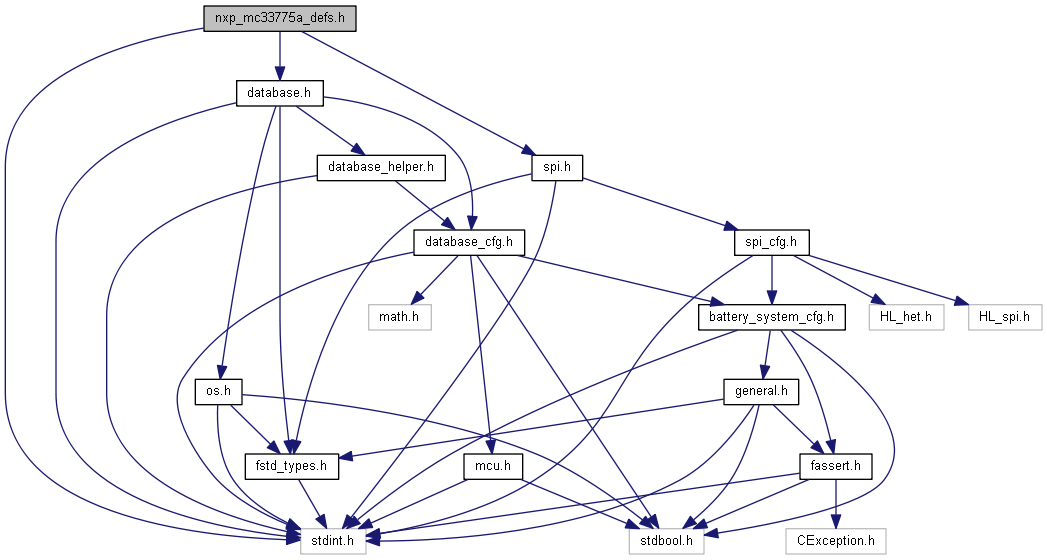 nxp_mc33775a_defs.h
database.h
database_helper.h
spi.h
database_cfg.h
spi_cfg.h
math.h
battery_system_cfg.h
HL_het.h
HL_spi.h
os.h
general.h
fstd_types.h
mcu.h
fassert.h
stdint.h
stdbool.h
CException.h